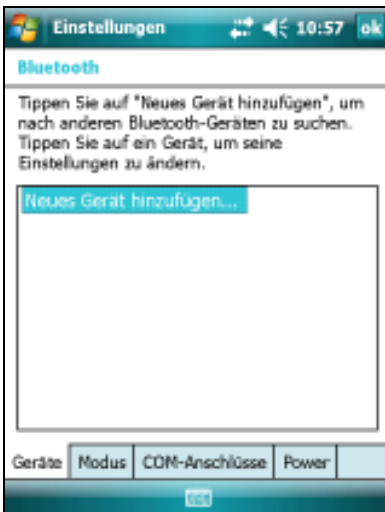 Einstellungen 10:57 ok
Bluetooth
Tippen Sie auf "Neues Gerät hinzufügen", um
nach anderen Bluetooth-Geräten zu suchen.
Tippen Sie auf ein Gerät, um seine
Einstellungen zu ändern.
Neues Gerät hinzufügen...
Geräte Modus COM-Anschlüsse Power